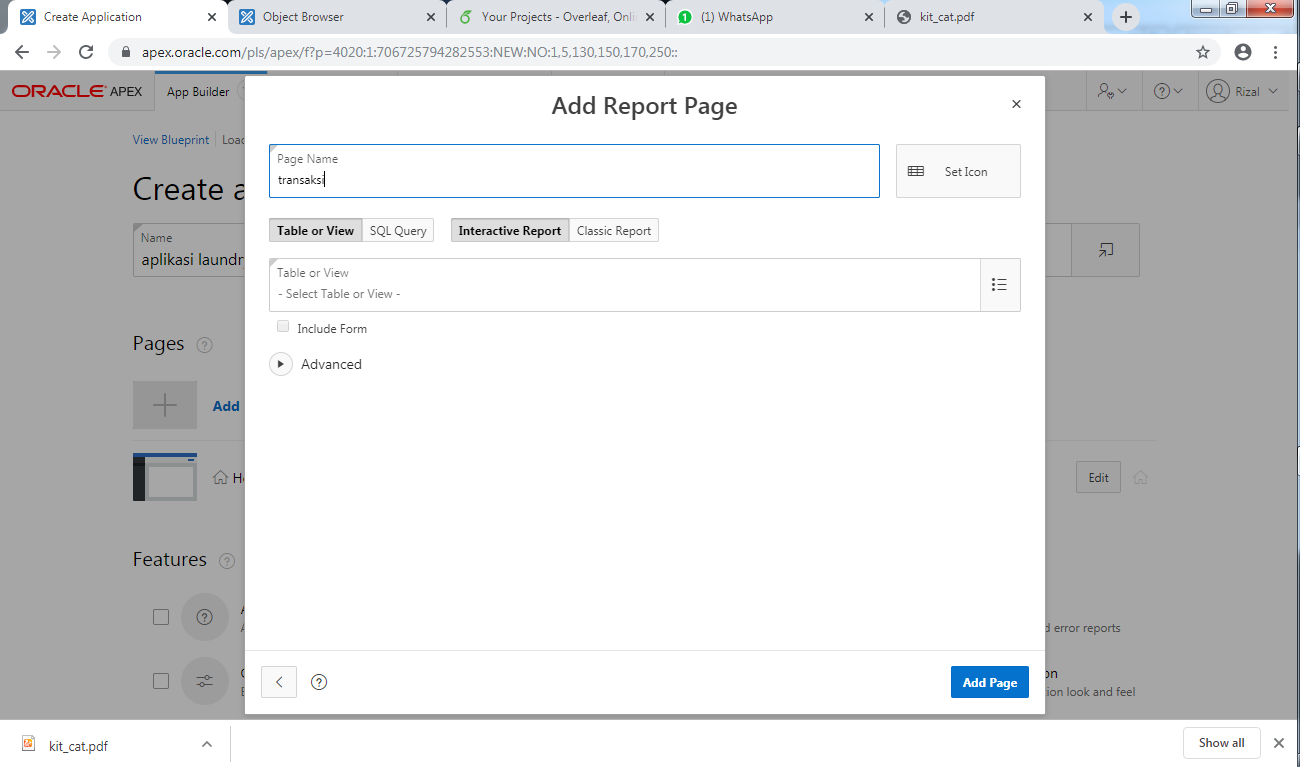 Create Application
Object Browser
Your Projects - Overleaf, Onli
(1) WhatsApp
kit_cat.pdf
apex.oracle.com/pls/apex/f?p=4020:1:706725794282553:NEW:NO:1,5,130,150,170,250::
ORACLE APEX
App Builder
Rizal
View Blueprint
Load
Create a
Name
aplikasi laundr
Pages
Add
Edit
Features
d error reports
on
ion look and feel
Add Report Page
Page Name
transaksi
Set Icon
Table or View
SQL Query
Interactive Report
Classic Report
Table or View
- Select Table or View -
Include Form
Advanced
Add Page
kit_cat.pdf
Show all